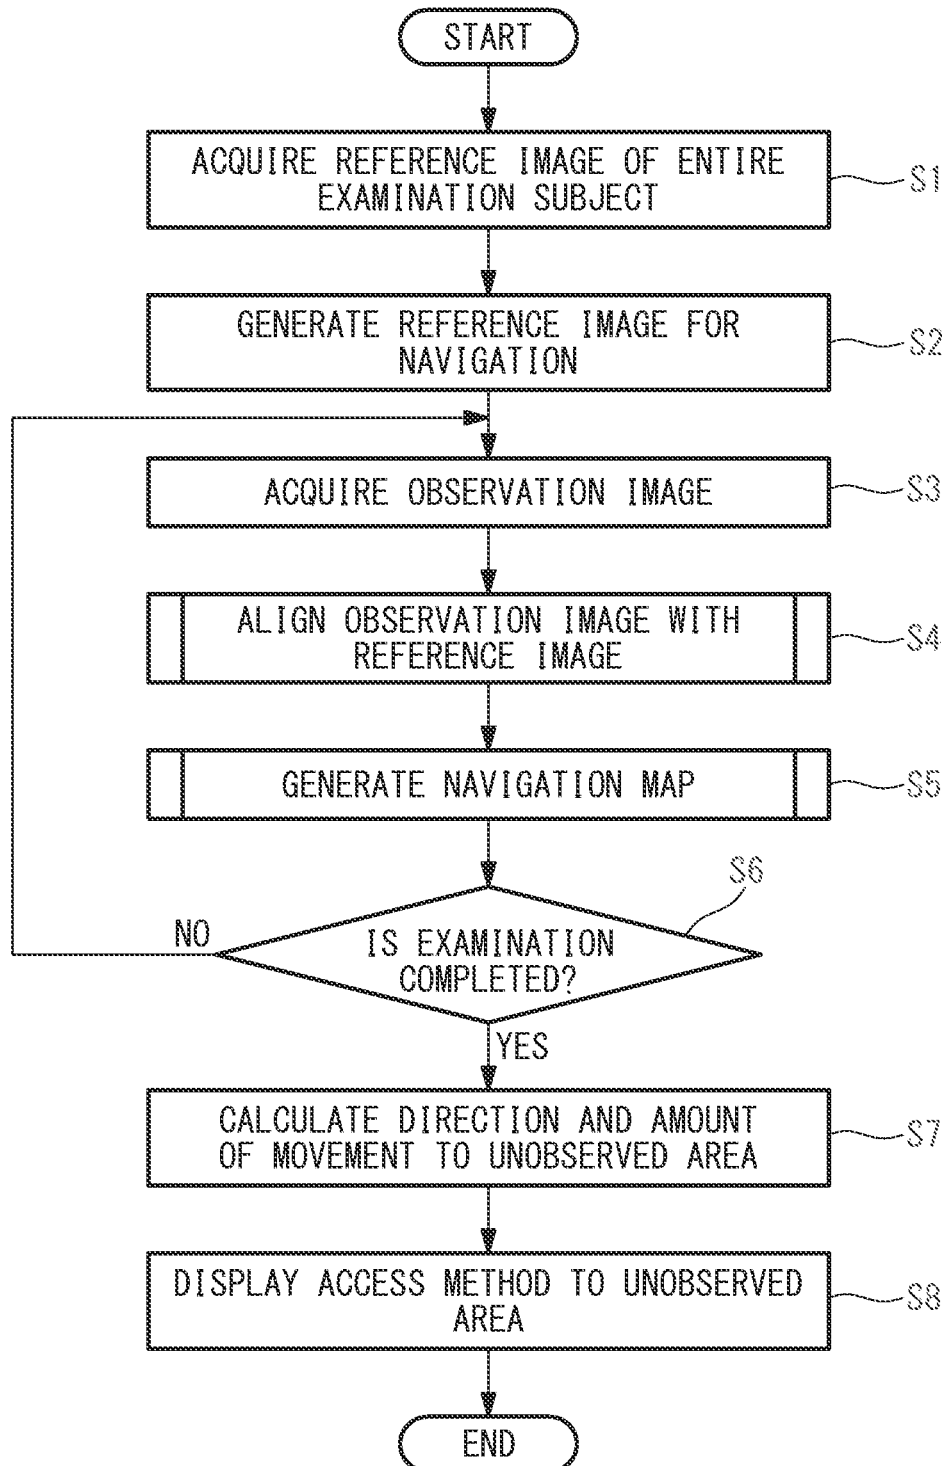 START
ACQUIRE REFERENCE IMAGE OF ENTIRE
EXAMINATION SUBJECT
S1
GENERATE REFERENCE IMAGE FOR
NAVIGATION
S2
ACQUIRE OBSERVATION IMAGE
S3
ALIGN OBSERVATION IMAGE WITH
REFERENCE IMAGE
S4
GENERATE NAVIGATION MAP
S5
S6
NO
IS EXAMINATION
COMPLETED?
YES
CALCULATE DIRECTION AND AMOUNT
OF MOVEMENT TO UNOBSERVED AREA
S7
DISPLAY ACCESS METHOD TO UNOBSERVED
AREA
S8
END